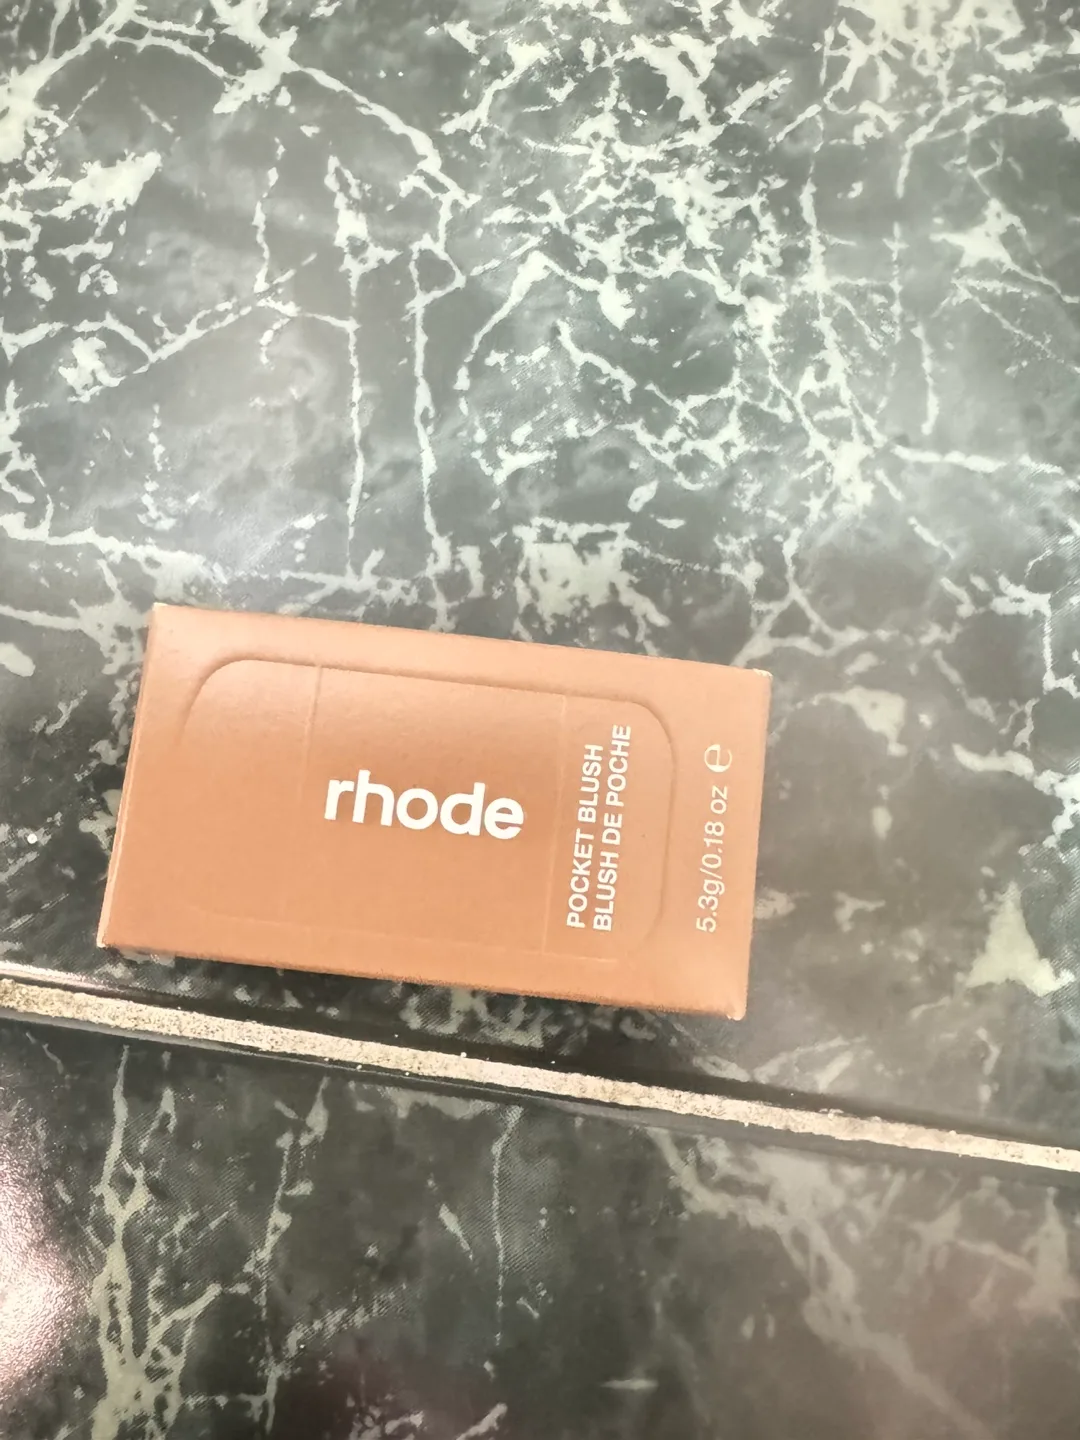 rhode
POCKET BLUSH
BLUSH DE POCHE
5.3g/0.18 oz ℮